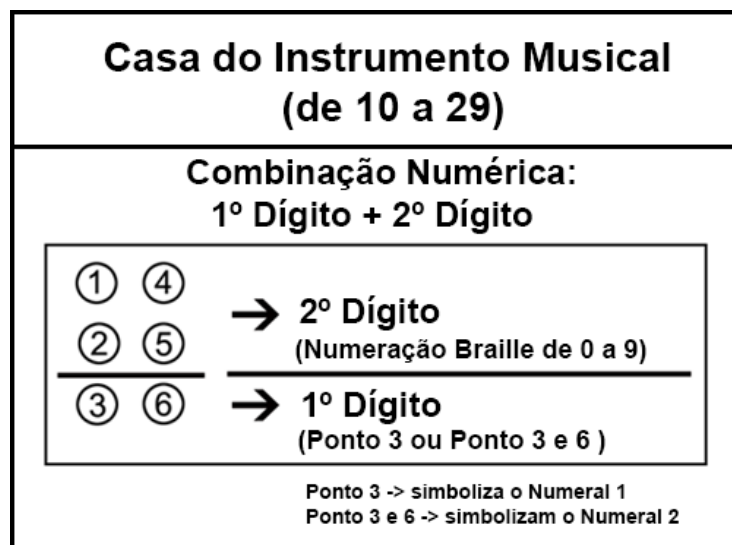 Casa do Instrumento Musical
(de 10 a 29)
Combinação Numérica:
1º Dígito + 2º Dígito
1 4
2 5
➔ 2º Dígito
(Numeração Braille de 0 a 9)
3 6
➔ 1º Dígito
(Ponto 3 ou Ponto 3 e 6 )
Ponto 3 -> simboliza o Numeral 1
Ponto 3 e 6 -> simbolizam o Numeral 2